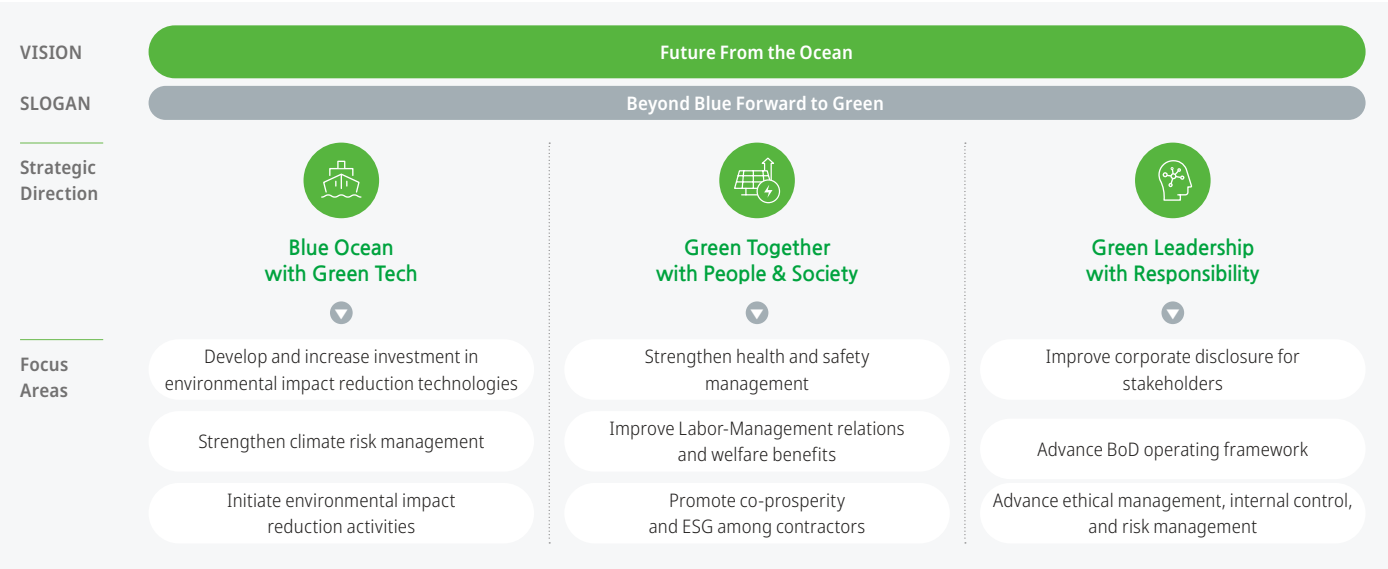 VISION
Future From the Ocean
SLOGAN
Beyond Blue Forward to Green
Strategic
Direction
Blue Ocean
with Green Tech
Green Together
with People & Society
Green Leadership
with Responsibility
Focus
Areas
Develop and increase investment in
environmental impact reduction technologies
Strengthen climate risk management
Initiate environmental impact
reduction activities
Strengthen health and safety
management
Improve Labor-Management relations
and welfare benefits
Promote co-prosperity
and ESG among contractors
Improve corporate disclosure for
stakeholders
Advance BoD operating framework
Advance ethical management, internal control,
and risk management